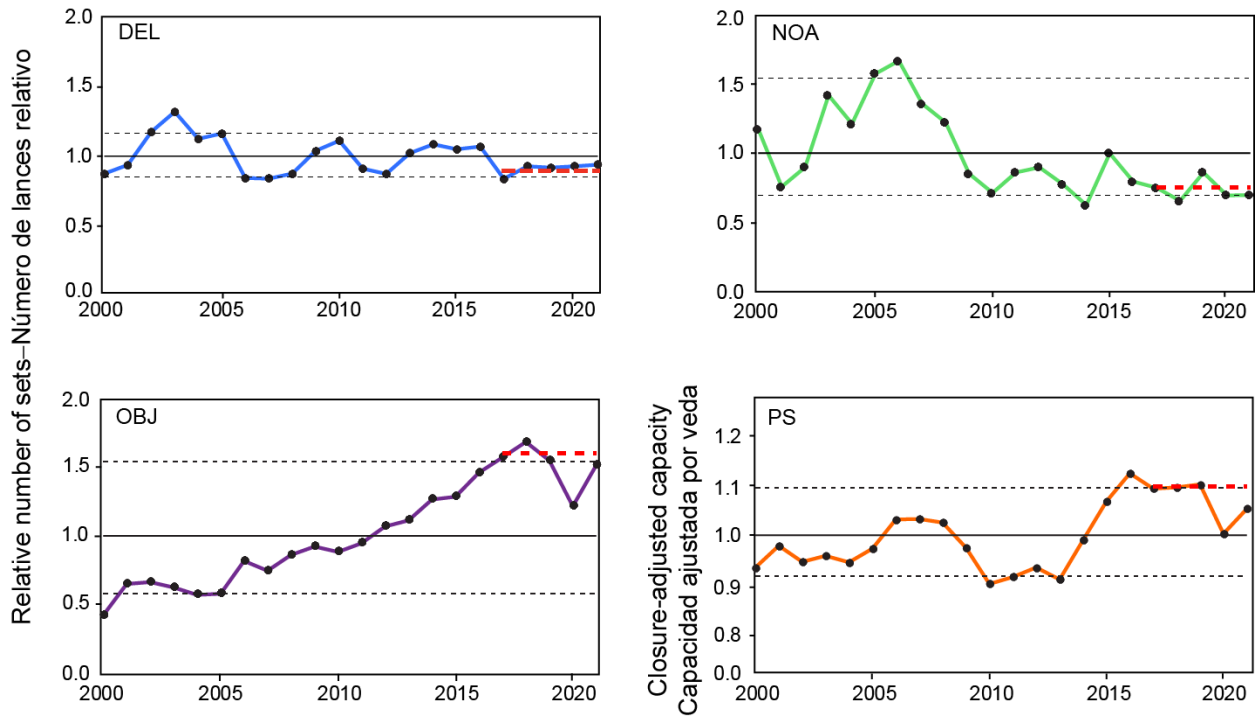 Relative number of sets–Número de lances relativo
DEL
2.0
1.5
1.0
0.5
0.0
2000 2005 2010 2015 2020
NOA
2.0
1.5
1.0
0.5
0.0
2000 2005 2010 2015 2020
OBJ
2.0
1.5
1.0
0.5
0.0
2000 2005 2010 2015 2020
Closure-adjusted capacity
Capacidad ajustada por veda
PS
1.2
1.1
1.0
0.9
0.8
0.0
2000 2005 2010 2015 2020